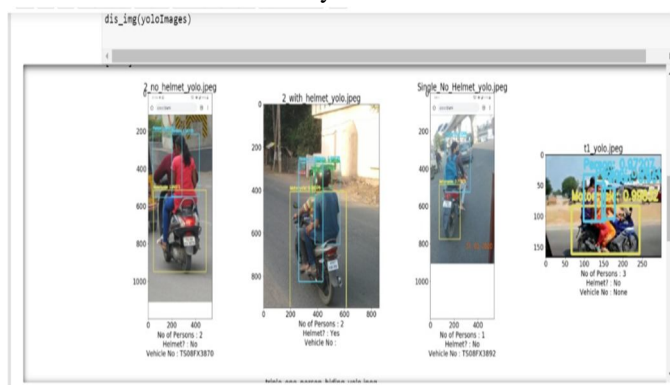 dis_img(yoloImages)
2_no_helmet_yolo.jpeg
0
200
400
600
800
1000
0 200 400
No of Persons : 2
Helmet? : No
Vehicle No : TS08FX3870
2_with_helmet_yolo.jpeg
0
200
400
600
800
0 200 400 600 800
No of Persons : 2
Helmet? : Yes
Vehicle No :
Single_No_Helmet_yolo.jpeg
0
200
400
600
800
1000
0 200 400
No of Persons : 1
Helmet? : No
Vehicle No : TS08FX3892
t1_yolo.jpeg
0
50
100
150
0 50 100 150 200 250
No of Persons : 3
Helmet? : No
Vehicle No : None